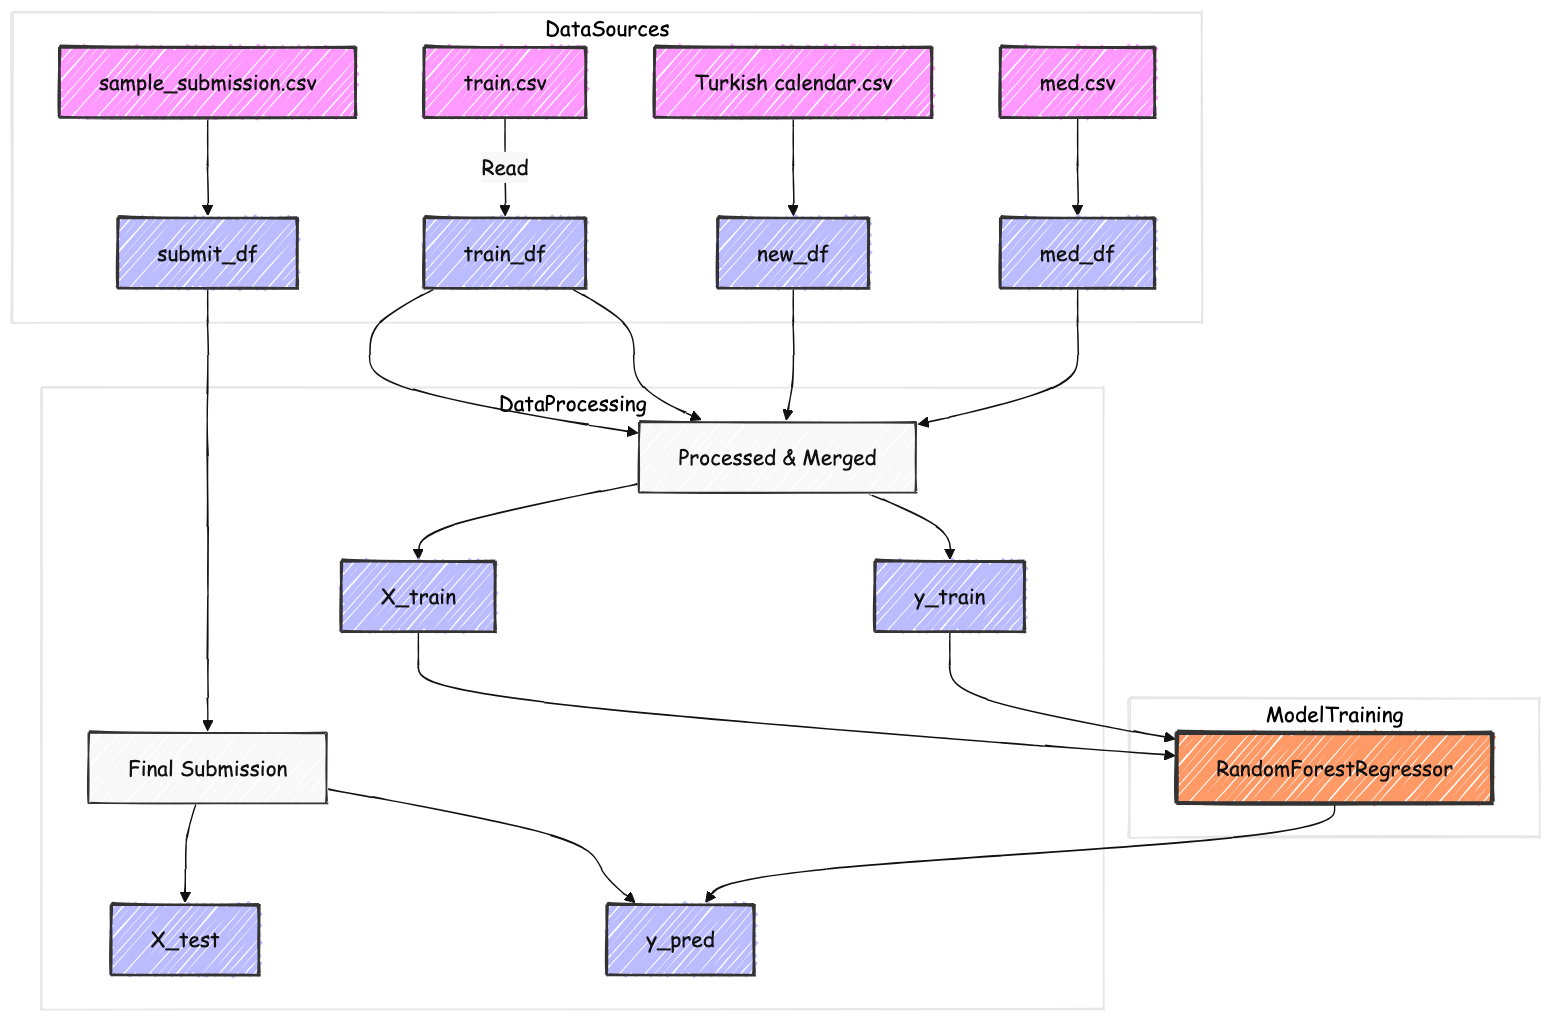 DataSources
sample_submission.csv
train.csv
Turkish calendar.csv
med.csv
Read
submit_df
train_df
new_df
med_df
DataProcessing
Processed & Merged
X_train
y_train
ModelTraining
Final Submission
RandomForestRegressor
X_test
y_pred